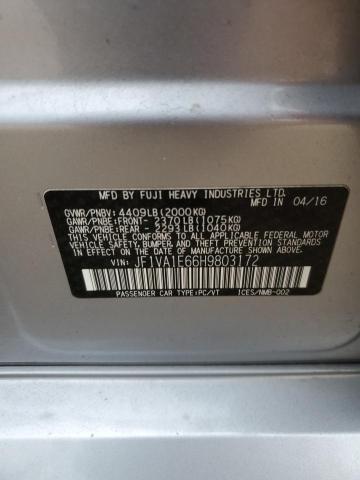 MFD BY FUJI HEAVY INDUSTRIES LTD.
MFD IN 04/16
GVWR/PNBV: 4409LB(2000KG)
GAWR/PNBE:FRONT- 2370LB(1075KG)
GAWR/PNBE:REAR - 2293LB(1040KG)
THIS VEHICLE CONFORMS TO ALL APPLICABLE FEDERAL MOTOR
VEHICLE SAFETY, BUMPER, AND THEFT PREVENTION STANDARDS
IN EFFECT ON THE DATE OF MANUFACTURE SHOWN ABOVE.
VIN: JF1VA1E66H9803172
PASSENGER CAR TYPE:PC/VT ICES/NMB-002